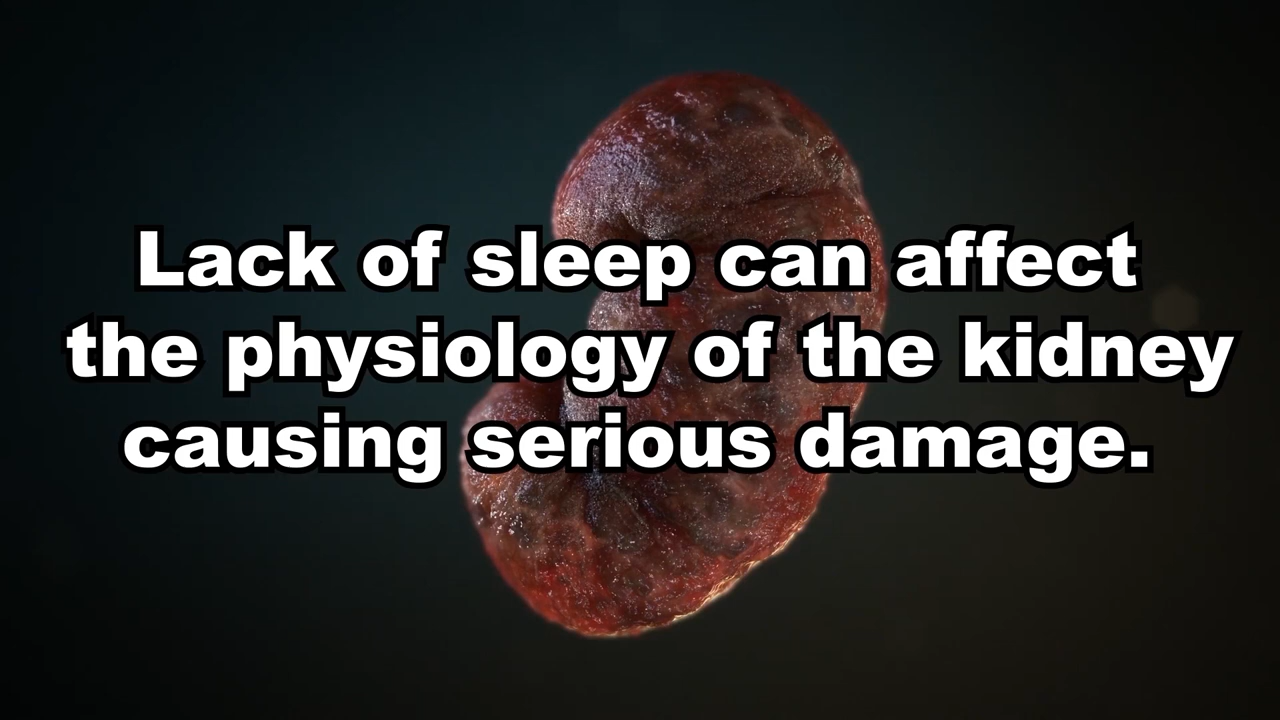 Lack of sleep can affect
the physiology of the kidney
causing serious damage.